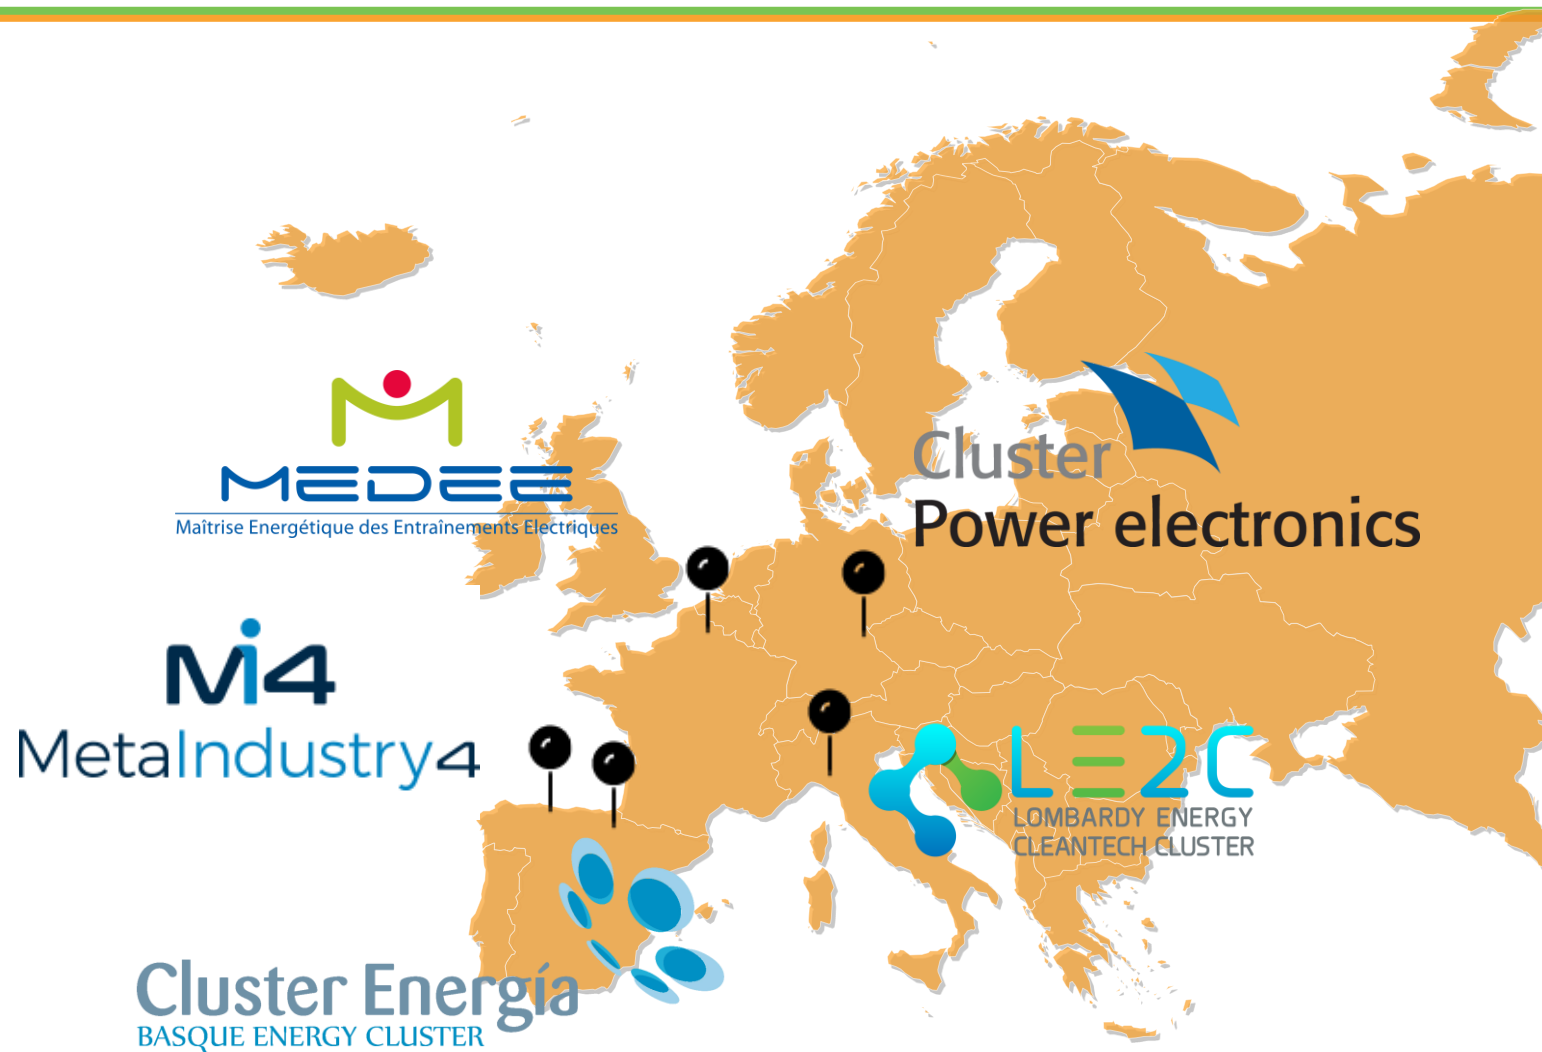 MEDEE
Maîtrise Energétique des Entraînements Electriques
Cluster
Power electronics
Mi4
MetaIndustry4
LE2C
LOMBARDY ENERGY
CLEANTECH CLUSTER
Cluster Energía
BASQUE ENERGY CLUSTER